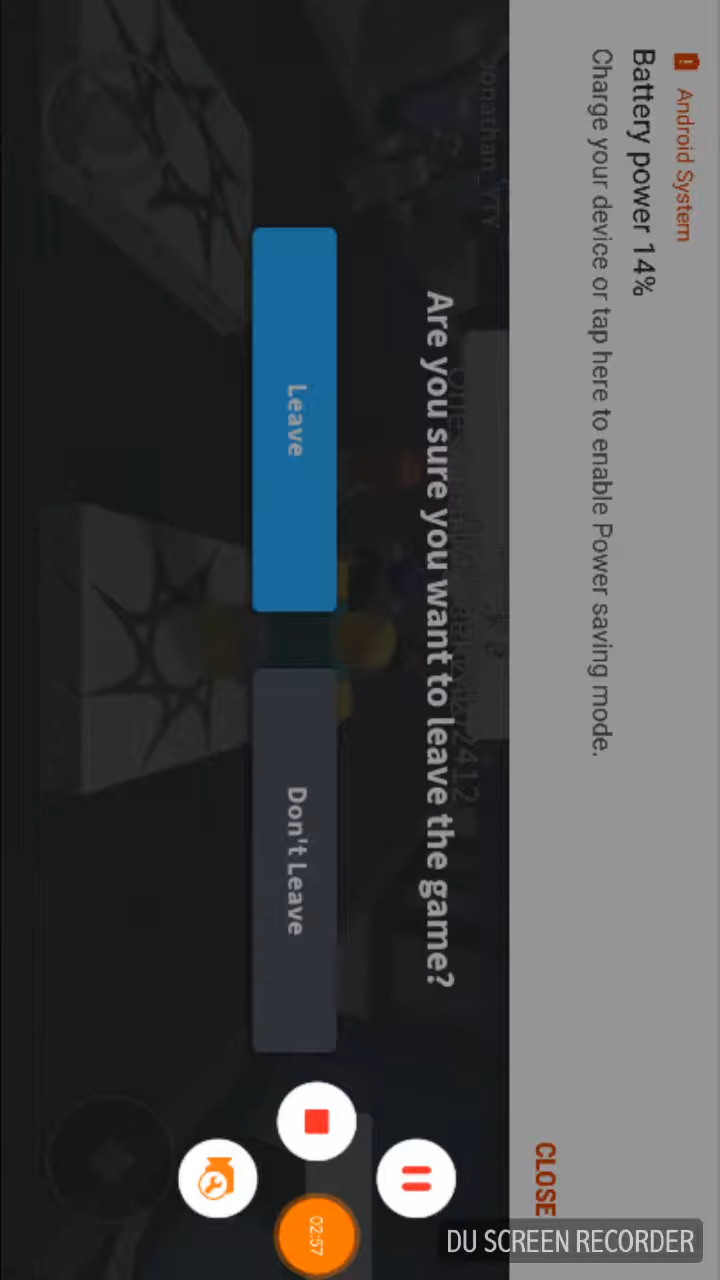 Android System
Battery power 14%
Charge your device or tap here to enable Power saving mode.
CLOSE
Are you sure you want to leave the game?
Leave
Don't Leave
02:57
DU SCREEN RECORDER